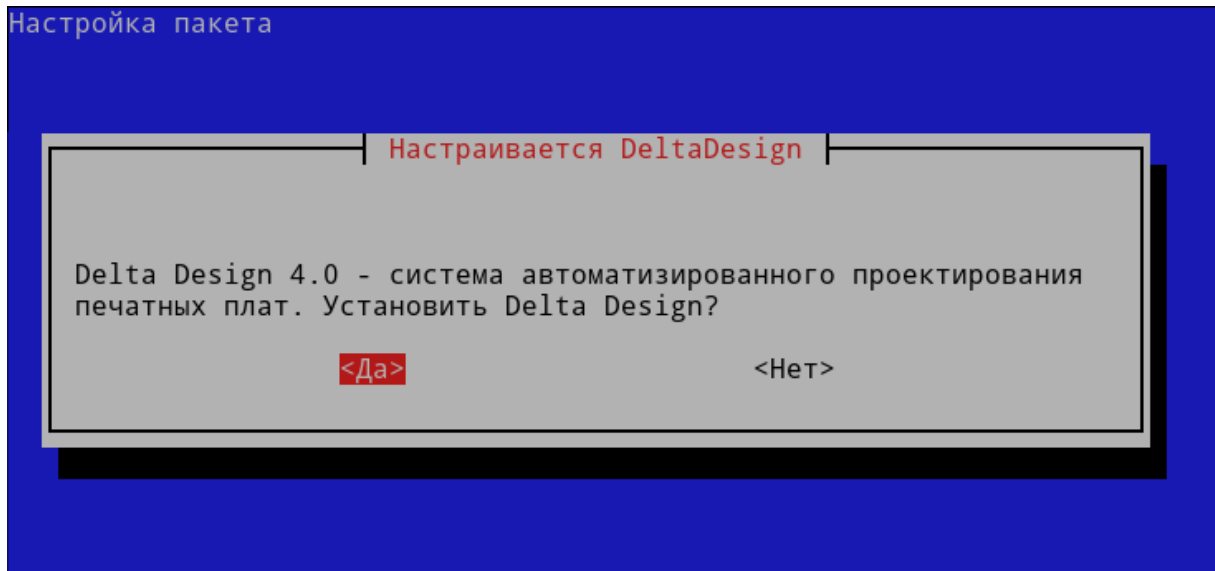 Настройка пакета
Настраивается DeltaDesign
Delta Design 4.0 - система автоматизированного проектирования
печатных плат. Установить Delta Design?
<Да> <Нет>